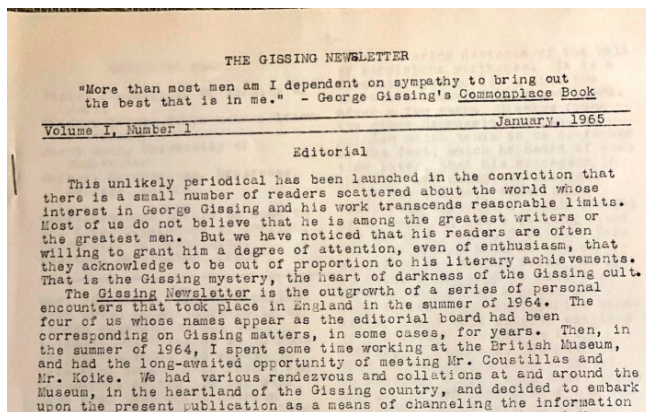 THE GISSING NEWSLETTER
"More than most men am I dependent on sympathy to bring out
the best that is in me." - George Gissing's Commonplace Book
Volume I, Number 1 January, 1965
Editorial
This unlikely periodical has been launched in the conviction that
there is a small number of readers scattered about the world whose
interest in George Gissing and his work transcends reasonable limits.
Most of us do not believe that he is among the greatest writers or
the greatest men. But we have noticed that his readers are often
willing to grant him a degree of attention, even of enthusiasm, that
they acknowledge to be out of proportion to his literary achievements.
That is the Gissing mystery, the heart of darkness of the Gissing cult.
The Gissing Newsletter is the outgrowth of a series of personal
encounters that took place in England in the summer of 1964. The
four of us whose names appear as the editorial board had been
corresponding on Gissing matters, in some cases, for years. Then, in
the summer of 1964, I spent some time working at the British Museum,
and had the long-awaited opportunity of meeting Mr. Coustillas and
Mr. Koike. We had various rendezvous and collations at and around the
Museum, in the heartland of the Gissing country, and decided to embark
upon the present publication as a means of channeling the information